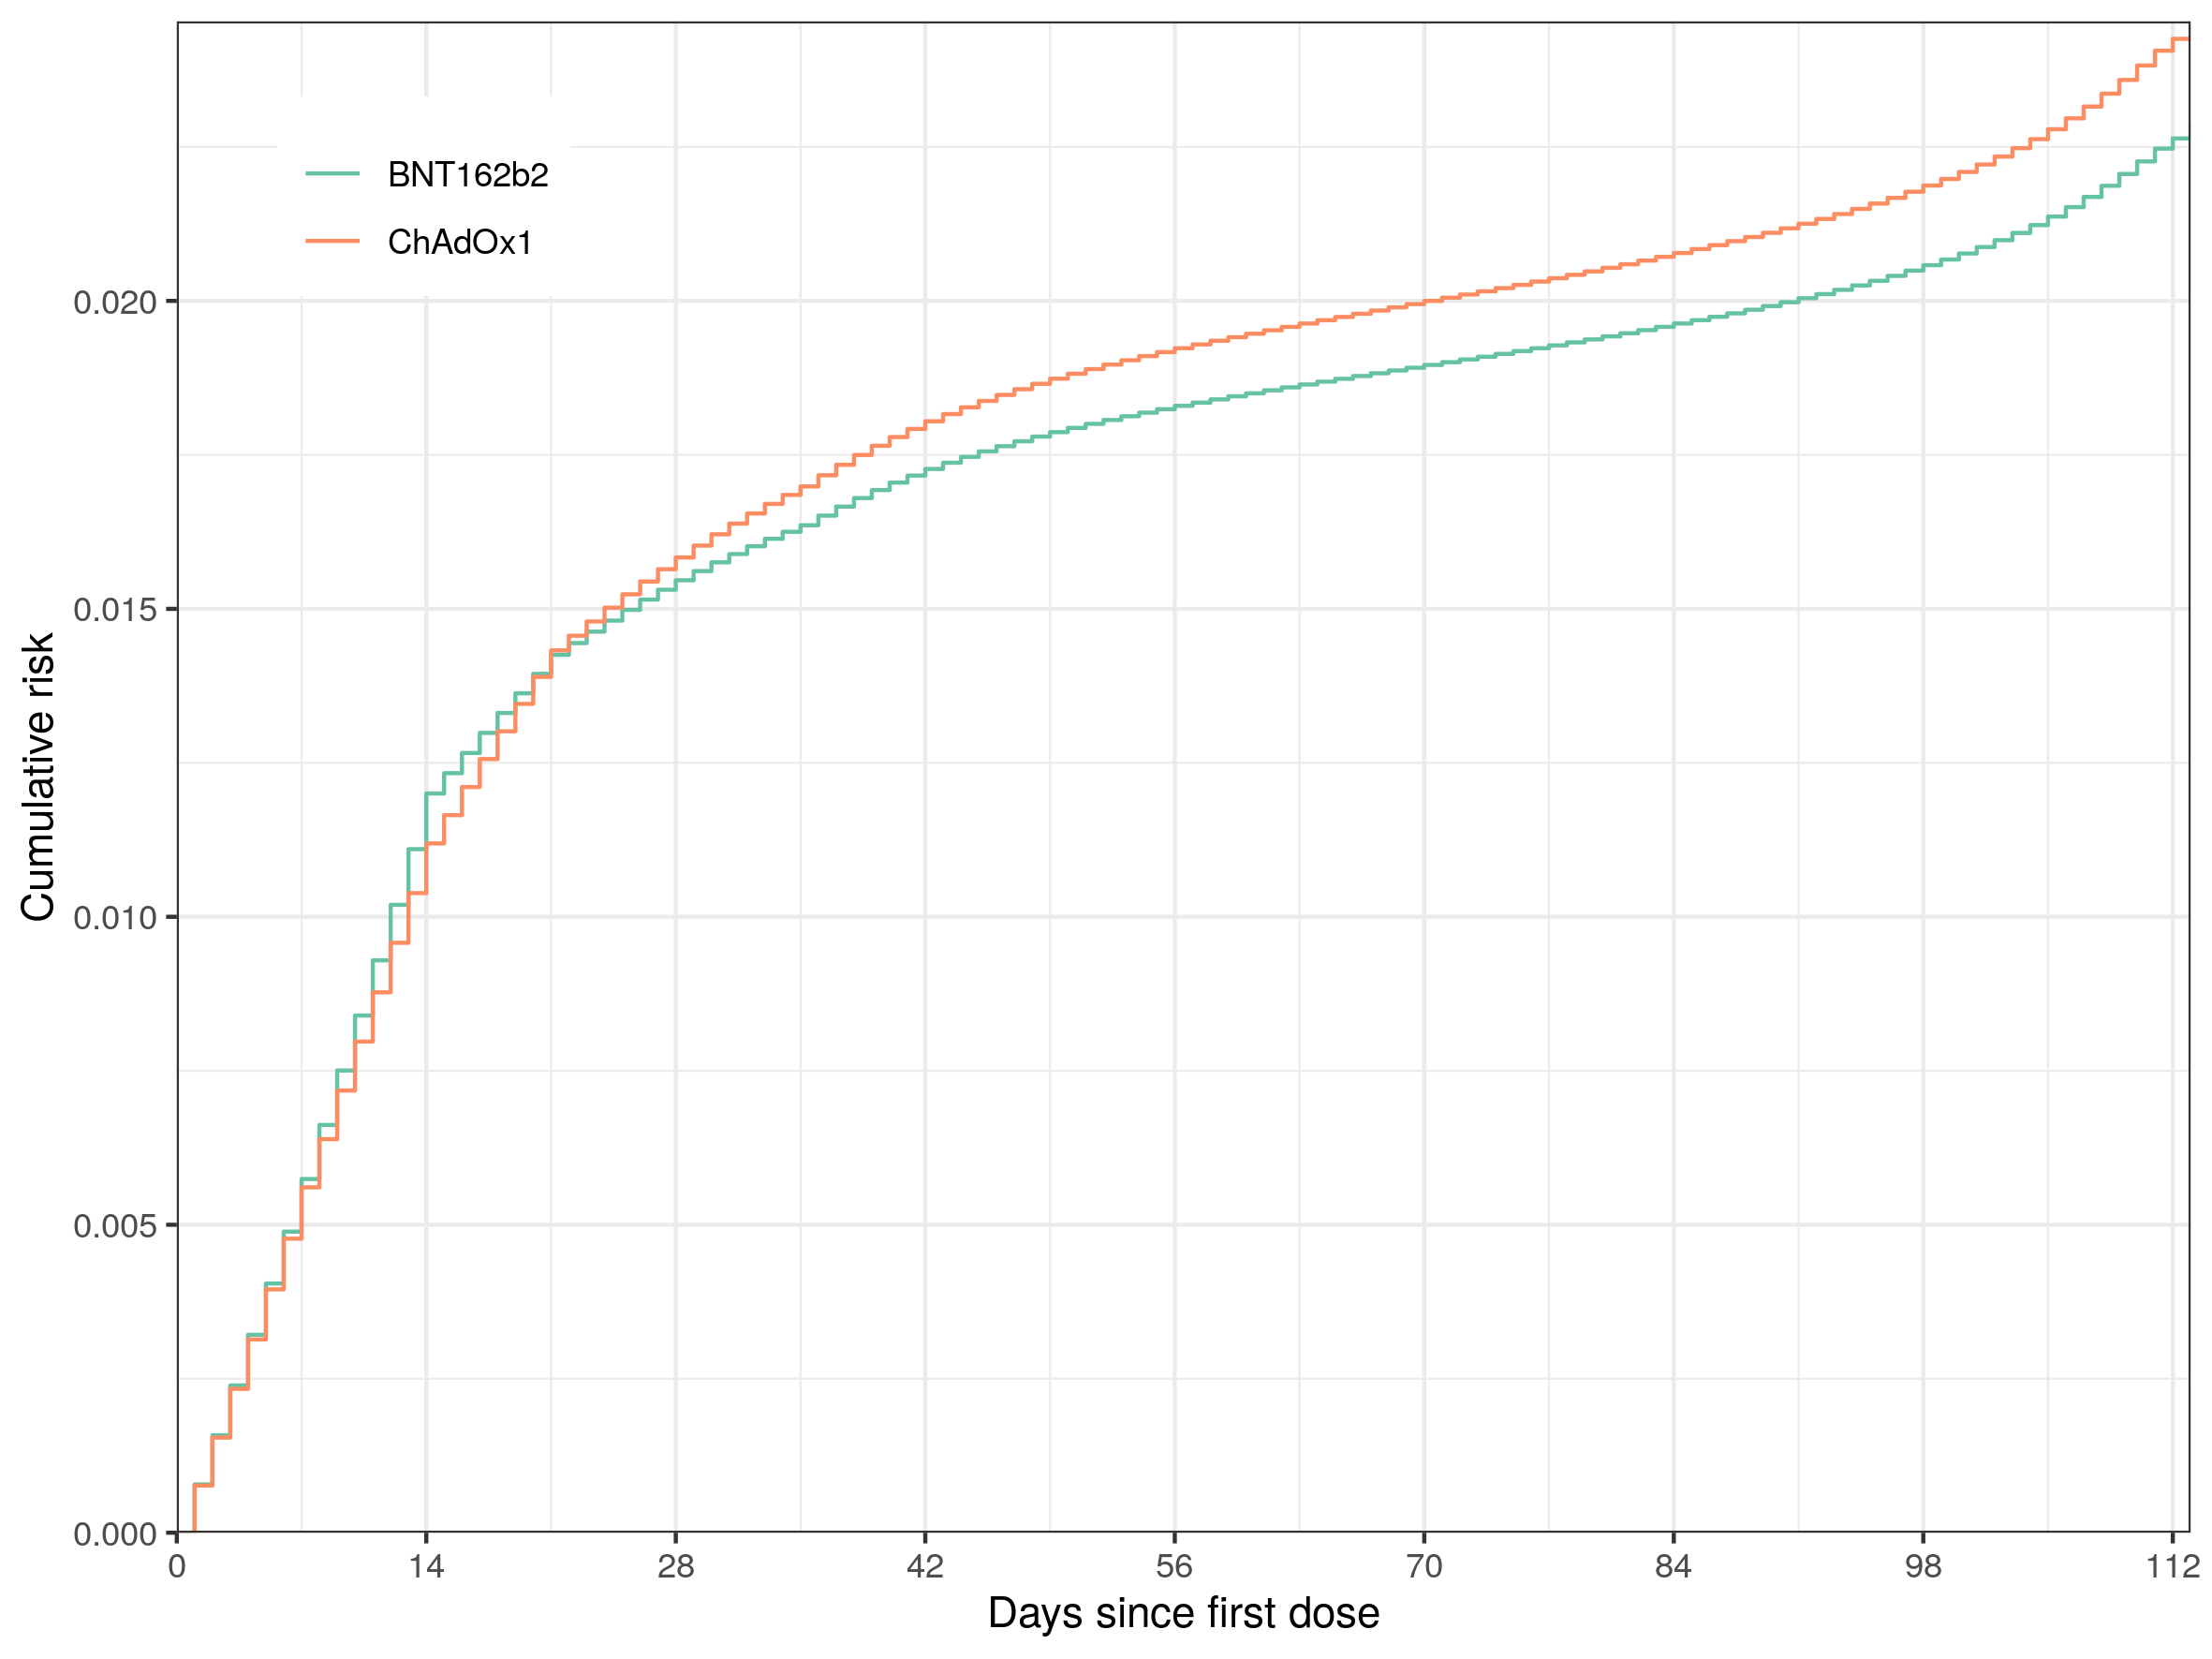 BNT162b2
ChAdOx1
0.020
0.015
0.010
0.005
0.000
Cumulative risk
0 14 28 42 56 70 84 98 112
Days since first dose